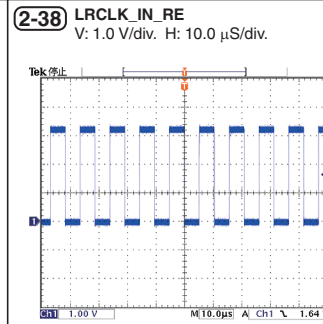 2-38 LRCLK_IN_RE
V: 1.0 V/div. H: 10.0 μS/div.
Tek 停止
T
T
1
Ch1 1.00 V M 10.0μs A Ch1 1.64